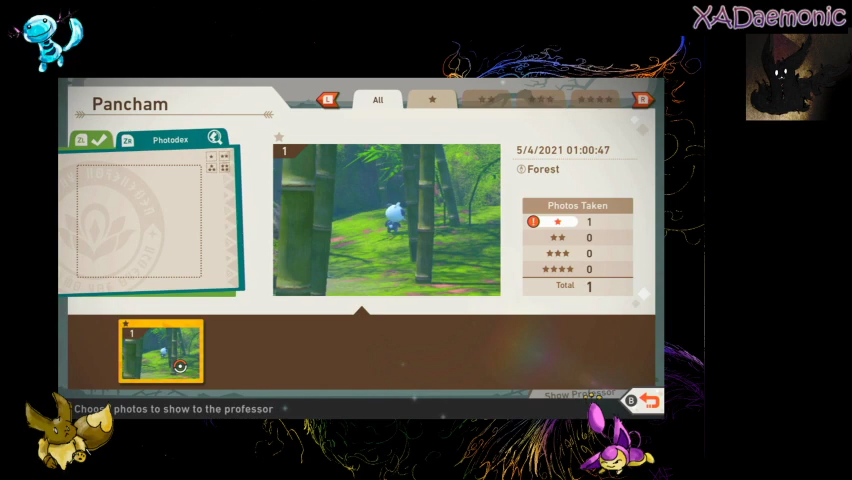 XADaemonic
Pancham
L
All
★
★★
★★★
★★★★
R
ZL
ZR
Photodex
★
1
5/4/2021 01:00:47
Forest
Photos Taken
! ★ 1
★★ 0
★★★ 0
★★★★ 0
Total 1
★
1
Show Professor
B
Choose photos to show to the professor